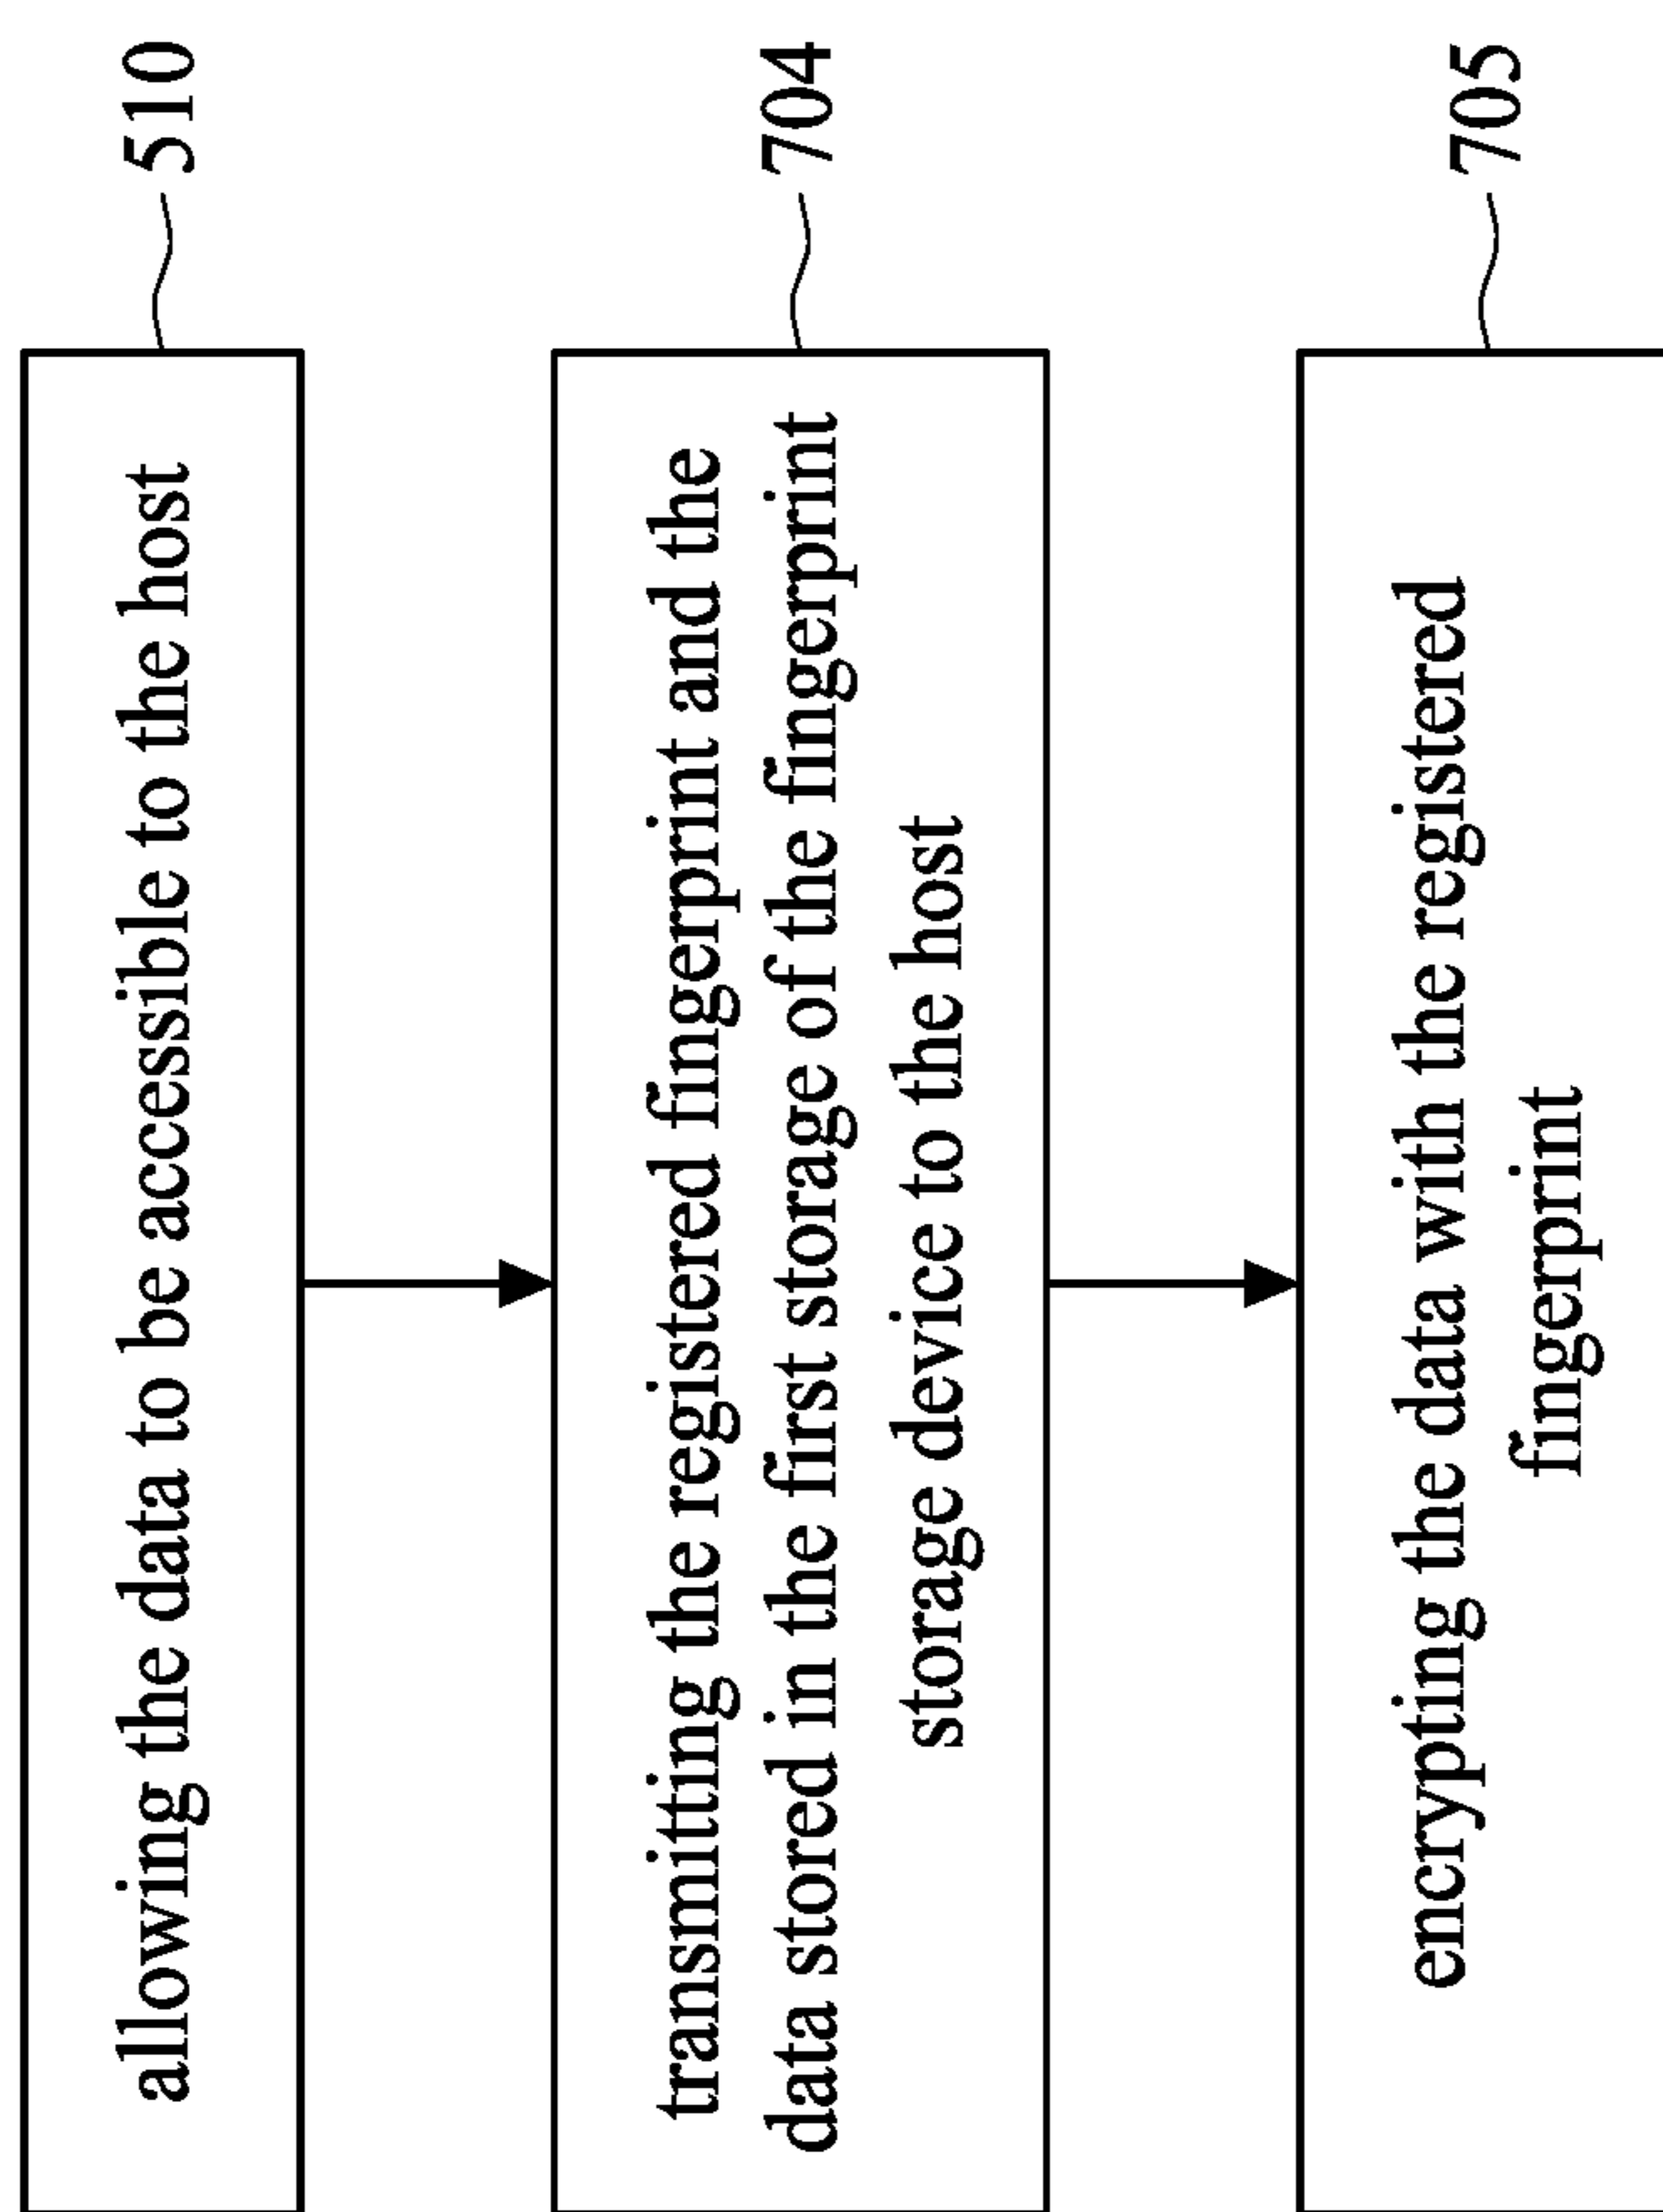 allowing the data to be accessible to the host
510
transmitting the registered fingerprint and the
data stored in the first storage of the fingerprint
storage device to the host
704
encrypting the data with the registered
fingerprint
705